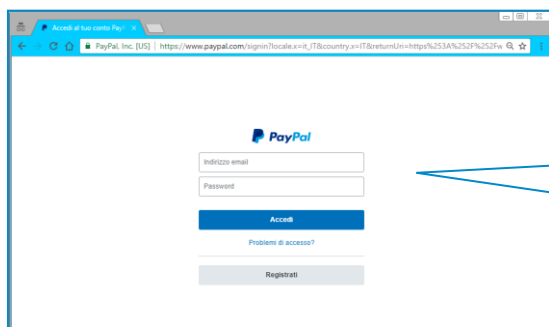 Accedi al tuo conto PayP
PayPal, Inc. [US] | https://www.paypal.com/signin?locale.x=it_IT&country.x=IT&returnUri=https%253A%252F%252Fw
PayPal
Indirizzo email
Password
Accedi
Problemi di accesso?
Registrati